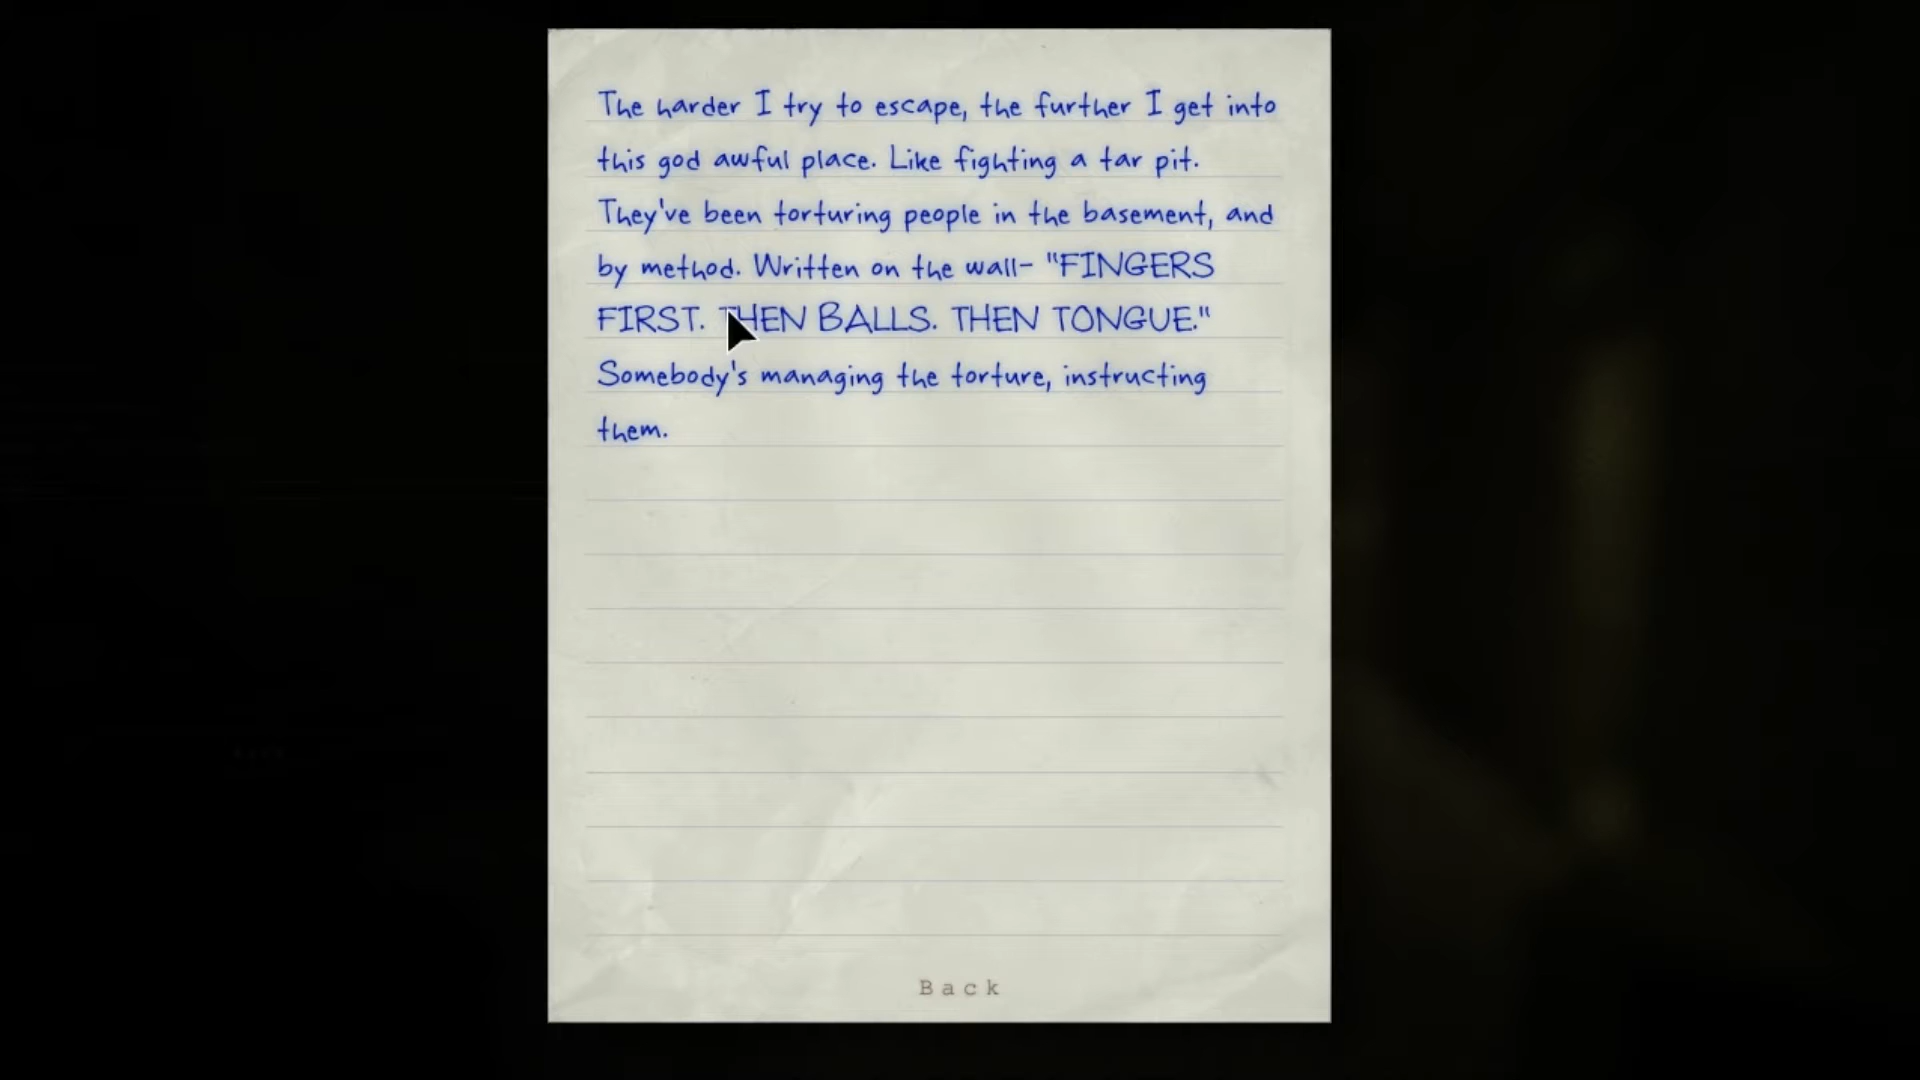 The harder I try to escape, the further I get into
this god awful place. Like fighting a tar pit.
They've been torturing people in the basement, and
by method. Written on the wall- "FINGERS
FIRST. THEN BALLS. THEN TONGUE."
Somebody's managing the torture, instructing
them.
Back